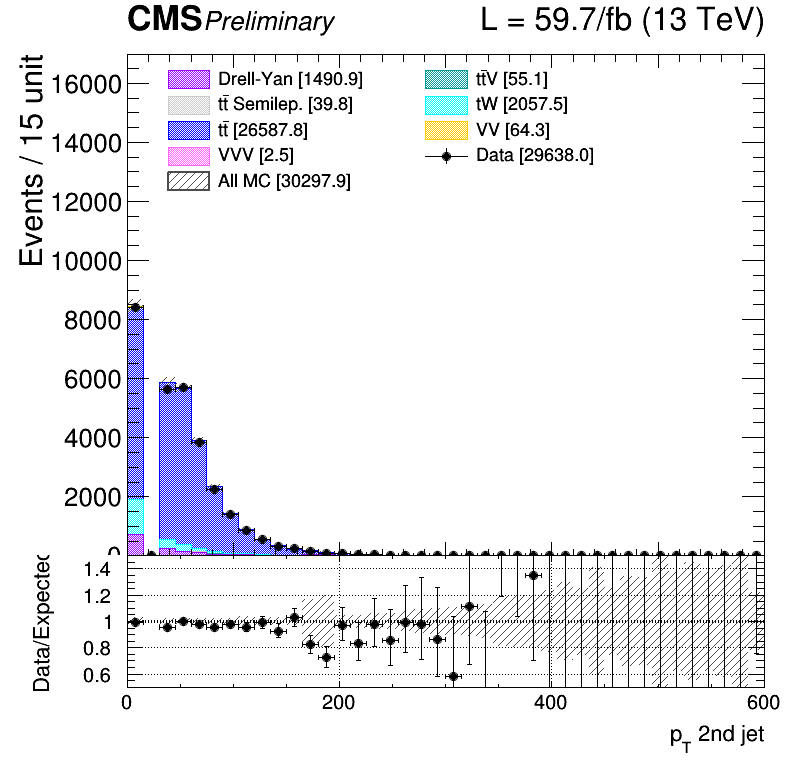 CMS Preliminary L = 59.7/fb (13 TeV)
Events / 15 unit
16000
14000
12000
10000
8000
6000
4000
2000
0
Drell-Yan [1490.9]
tt̄ Semilep. [39.8]
tt̄ [26587.8]
VVV [2.5]
All MC [30297.9]
tt̄V [55.1]
tW [2057.5]
VV [64.3]
Data [29638.0]
Data/Expected
1.4
1.2
1
0.8
0.6
0 200 400 600
p_T 2nd jet